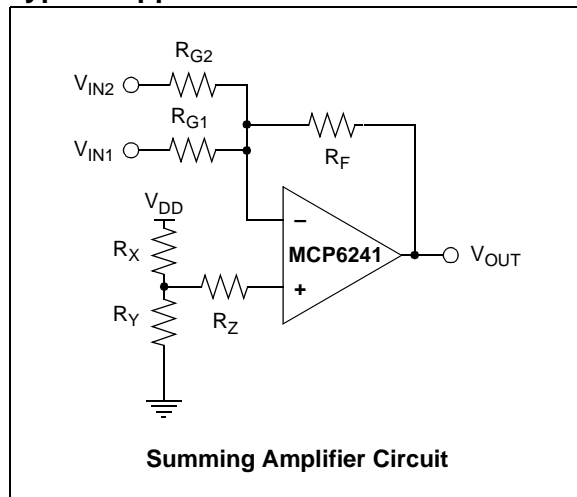 R_G2
V_IN2
R_G1
V_IN1
R_F
V_DD
R_X
−
MCP6241
V_OUT
+
R_Y
R_Z
Summing Amplifier Circuit